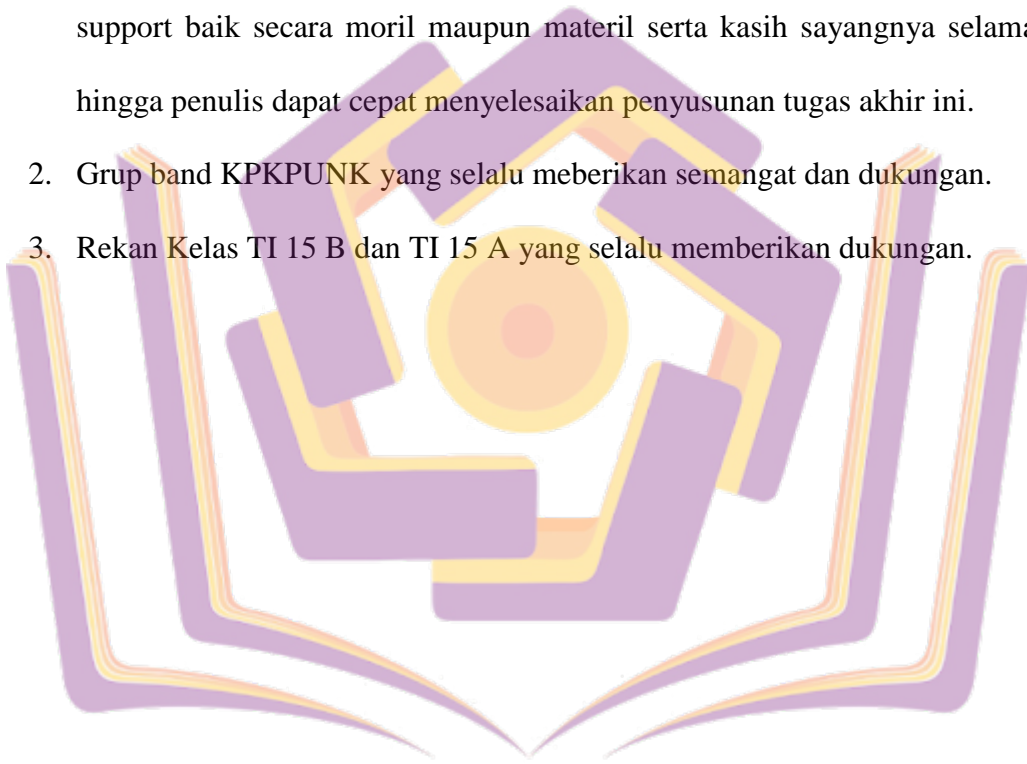 support baik secara moril maupun materil serta kasih sayangnya selama
hingga penulis dapat cepat menyelesaikan penyusunan tugas akhir ini.
2. Grup band KPKPUNK yang selalu meberikan semangat dan dukungan.
3. Rekan Kelas TI 15 B dan TI 15 A yang selalu memberikan dukungan.